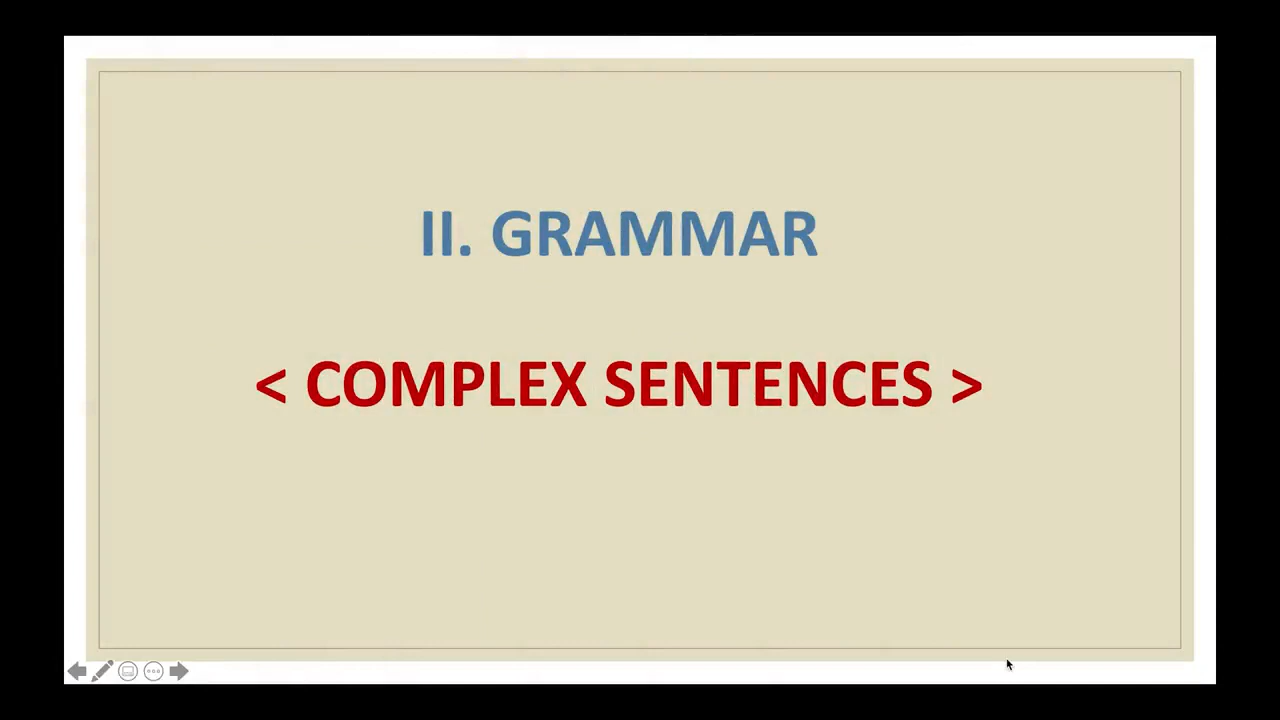 II. GRAMMAR
< COMPLEX SENTENCES >